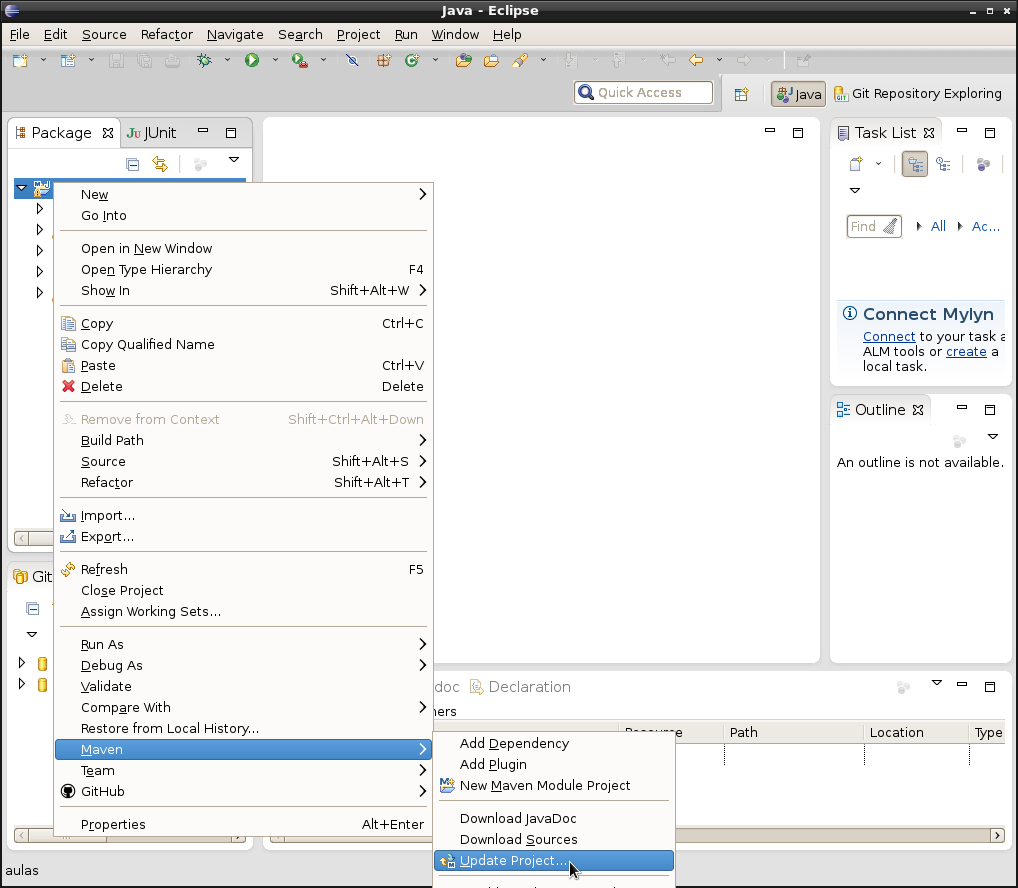 Java - Eclipse
File Edit Source Refactor Navigate Search Project Run Window Help
Quick Access
Java
Git Repository Exploring
Package
JUnit
Task List
Find
All
Ac...
Connect Mylyn
Connect to your task a
ALM tools or create a
local task.
Outline
An outline is not available.
New
Go Into
Open in New Window
Open Type Hierarchy F4
Show In Shift+Alt+W
Copy Ctrl+C
Copy Qualified Name
Paste Ctrl+V
Delete Delete
Remove from Context Shift+Ctrl+Alt+Down
Build Path
Source Shift+Alt+S
Refactor Shift+Alt+T
Import...
Export...
Refresh F5
Close Project
Assign Working Sets...
Run As
Debug As
Validate
Compare With
Restore from Local History...
Maven
Team
GitHub
Properties Alt+Enter
Git
doc
Declaration
ners
Resource Path Location Type
Add Dependency
Add Plugin
New Maven Module Project
Download JavaDoc
Download Sources
Update Project...
aulas